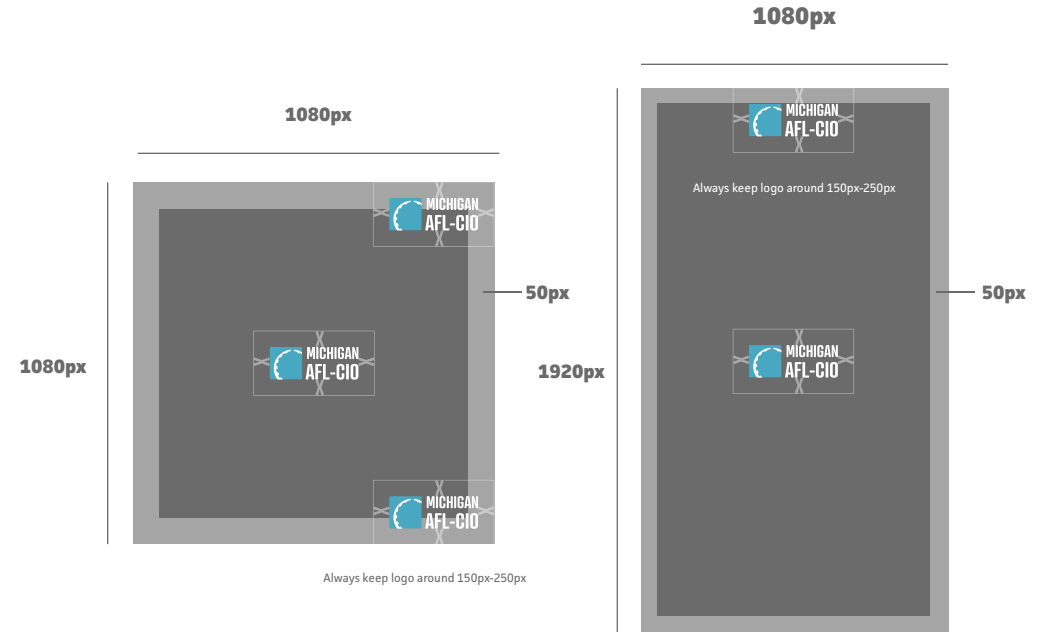 1080px
1080px
MICHIGAN
AFL-CIO
MICHIGAN
AFL-CIO
Always keep logo around 150px-250px
50px
50px
1080px
1920px
MICHIGAN
AFL-CIO
MICHIGAN
AFL-CIO
MICHIGAN
AFL-CIO
Always keep logo around 150px-250px